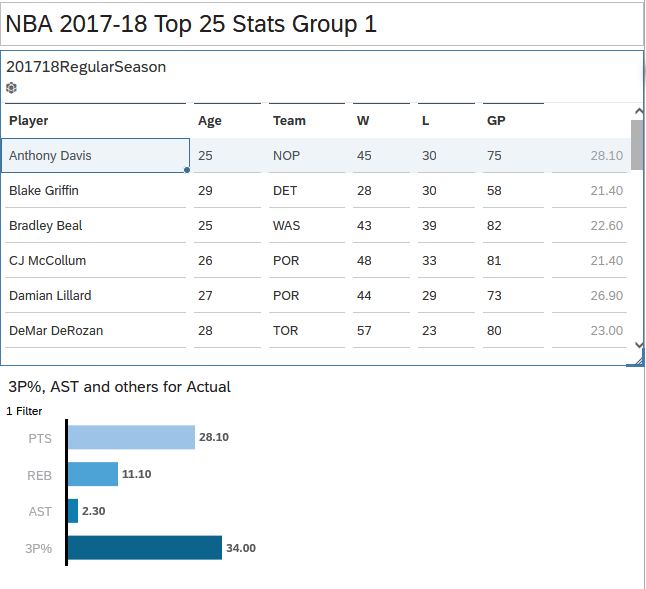 NBA 2017-18 Top 25 Stats Group 1
201718RegularSeason
Player Age Team W L GP
Anthony Davis 25 NOP 45 30 75 28.10
Blake Griffin 29 DET 28 30 58 21.40
Bradley Beal 25 WAS 43 39 82 22.60
CJ McCollum 26 POR 48 33 81 21.40
Damian Lillard 27 POR 44 29 73 26.90
DeMar DeRozan 28 TOR 57 23 80 23.00
3P%, AST and others for Actual
1 Filter
PTS 28.10
REB 11.10
AST 2.30
3P% 34.00